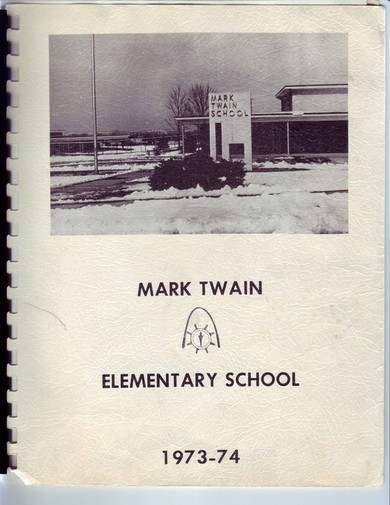 MARK
TWAIN
SCHOOL
MARK TWAIN
ELEMENTARY SCHOOL
1973-74